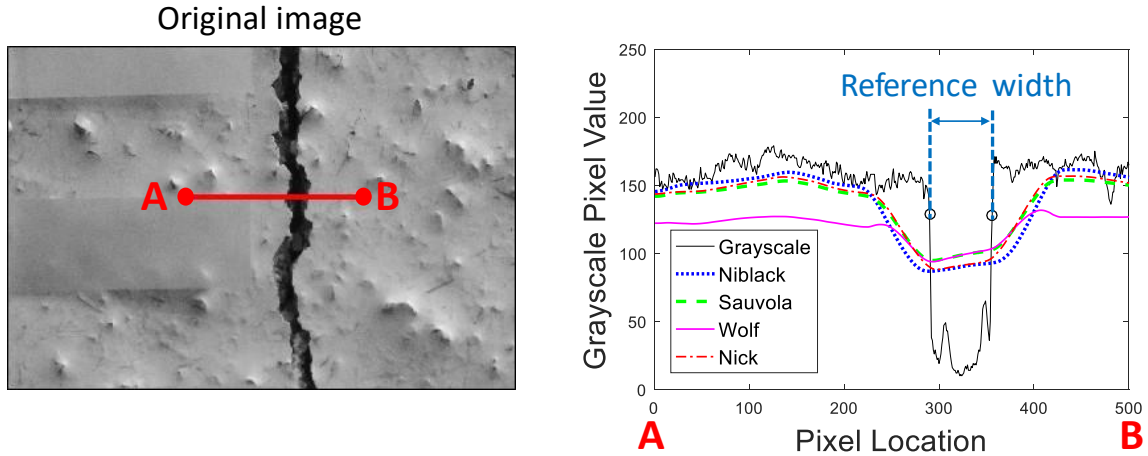 Original image
A
B
Reference width
Grayscale Pixel Value
250
200
150
100
50
0
Grayscale
Niblack
Sauvola
Wolf
Nick
0 100 200 300 400 500
A
B
Pixel Location